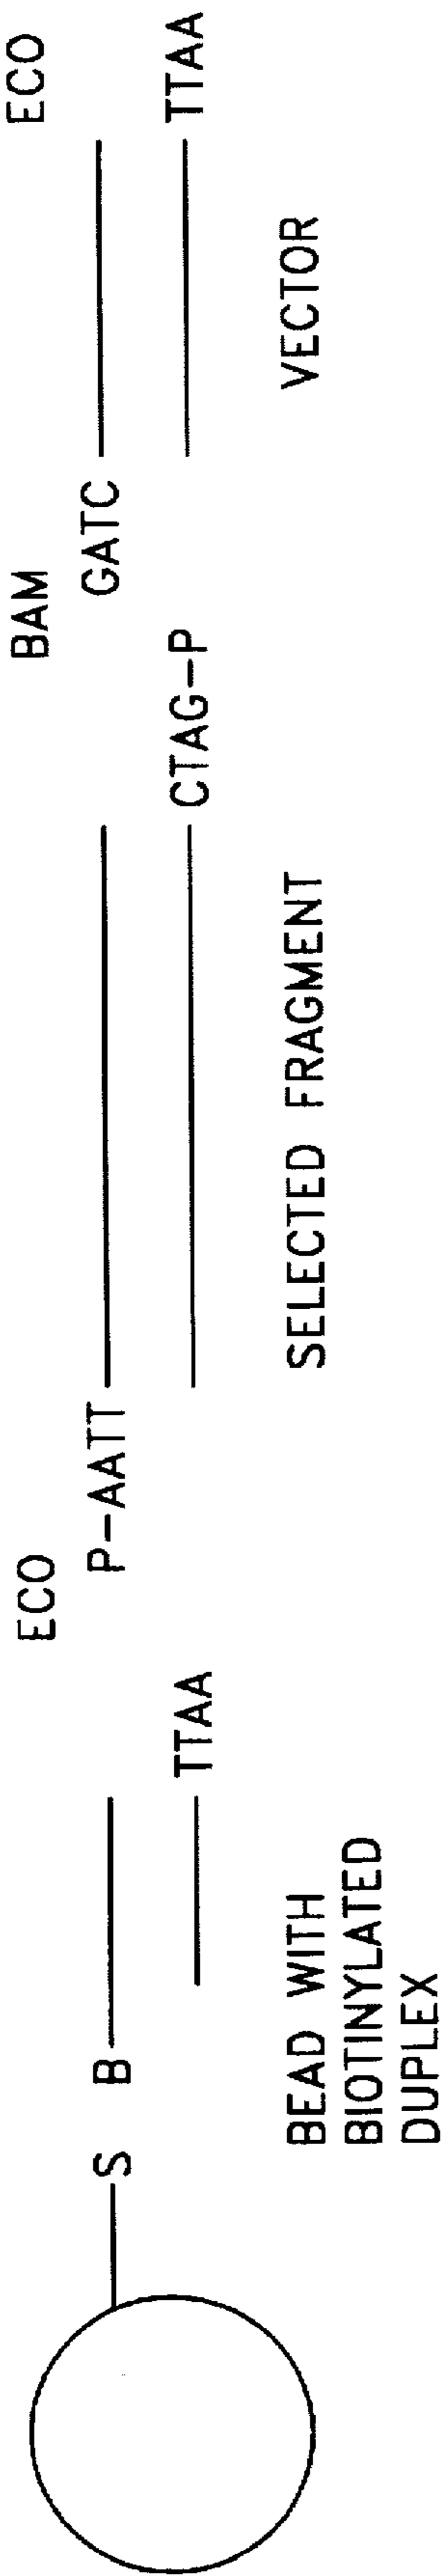 ECO BAM ECO
S B P-AATT GATC
TTAA CTAG-P TTAA
BEAD WITH
BIOTINYLATED
DUPLEX
SELECTED FRAGMENT
VECTOR